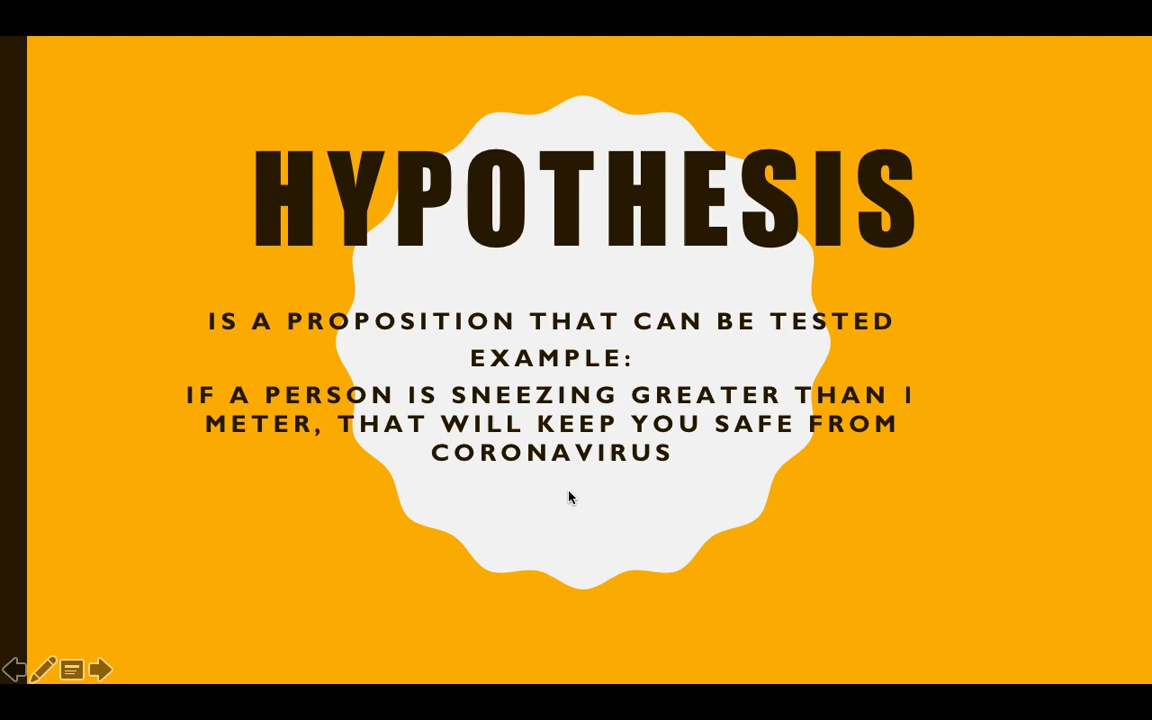 HYPOTHESIS
IS A PROPOSITION THAT CAN BE TESTED
EXAMPLE:
IF A PERSON IS SNEEZING GREATER THAN 1
METER, THAT WILL KEEP YOU SAFE FROM
CORONAVIRUS